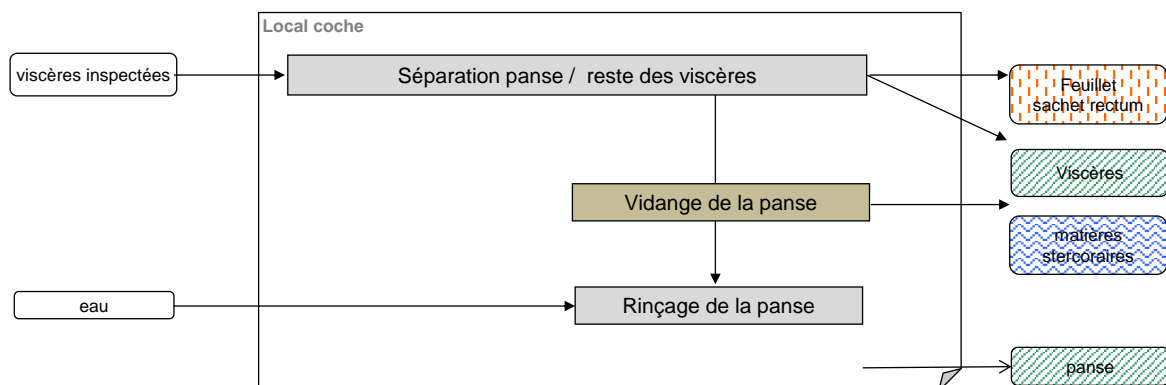 Local coche
viscères inspectées
Séparation panse / reste des viscères
Feuillet
sachet rectum
Viscères
Vidange de la panse
matières
stercoraires
eau
Rinçage de la panse
panse